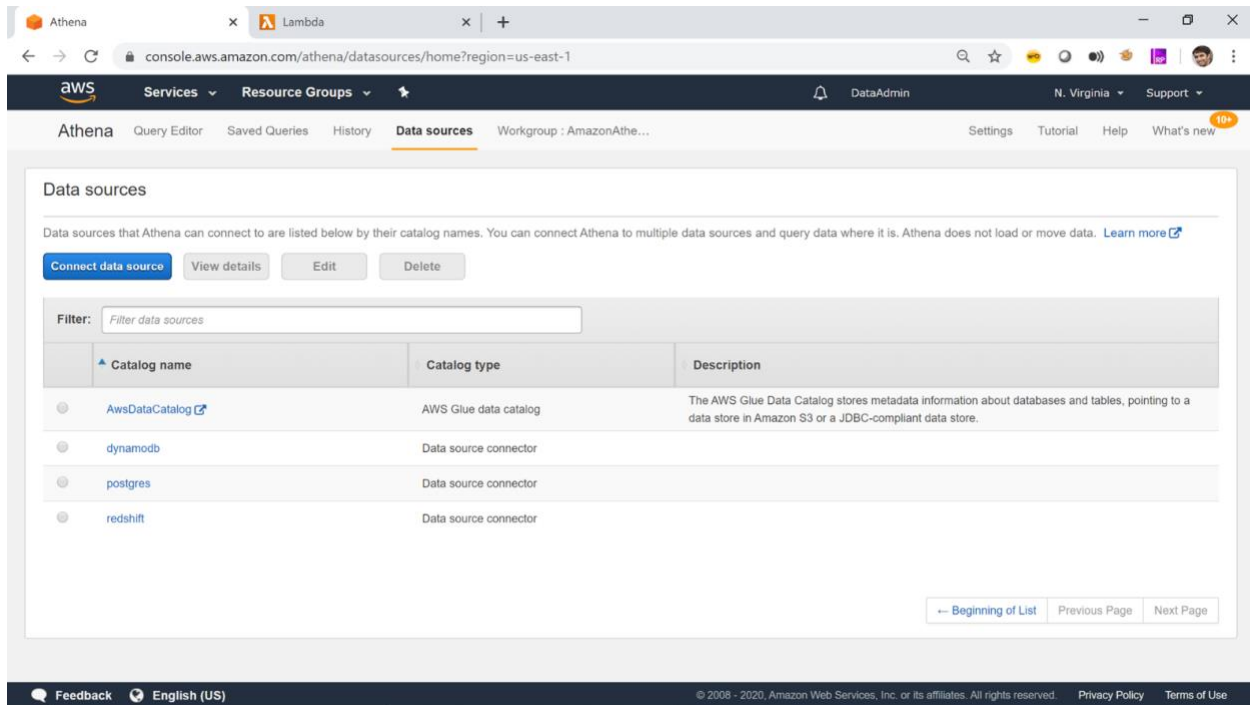 Athena
Lambda
console.aws.amazon.com/athena/datasources/home?region=us-east-1
aws Services Resource Groups DataAdmin N. Virginia Support
Athena Query Editor Saved Queries History Data sources Workgroup : AmazonAthe... Settings Tutorial Help What's new 10+
Data sources
Data sources that Athena can connect to are listed below by their catalog names. You can connect Athena to multiple data sources and query data where it is. Athena does not load or move data. Learn more
Connect data source View details Edit Delete
Filter: Filter data sources
Catalog name Catalog type Description
AwsDataCatalog AWS Glue data catalog The AWS Glue Data Catalog stores metadata information about databases and tables, pointing to a
data store in Amazon S3 or a JDBC-compliant data store.
dynamodb Data source connector
postgres Data source connector
redshift Data source connector
← Beginning of List Previous Page Next Page
Feedback English (US) © 2008 - 2020, Amazon Web Services, Inc. or its affiliates. All rights reserved. Privacy Policy Terms of Use